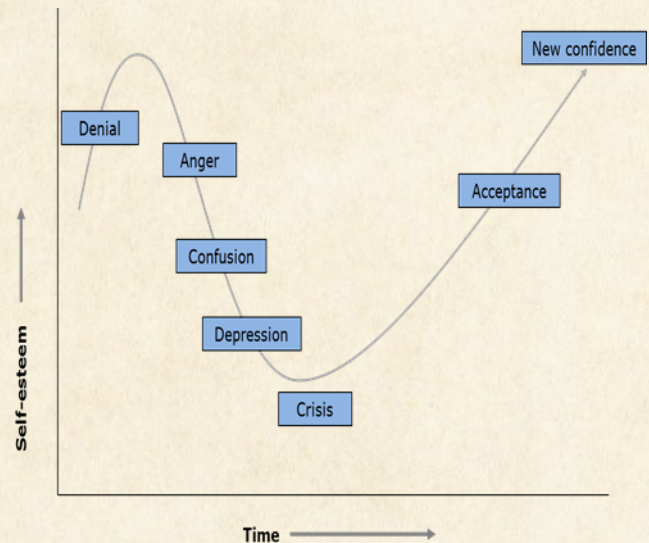 New confidence
Denial
Anger
Acceptance
Confusion
Depression
Crisis
Self-esteem
Time